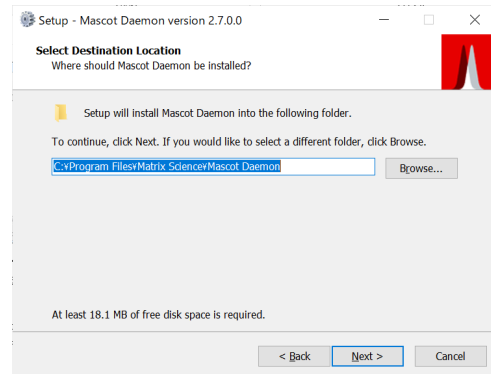 Setup - Mascot Daemon version 2.7.0.0
Select Destination Location
Where should Mascot Daemon be installed?
Setup will install Mascot Daemon into the following folder.
To continue, click Next. If you would like to select a different folder, click Browse.
C:¥Program Files¥Matrix Science¥Mascot Daemon
Browse...
At least 18.1 MB of free disk space is required.
< Back
Next >
Cancel